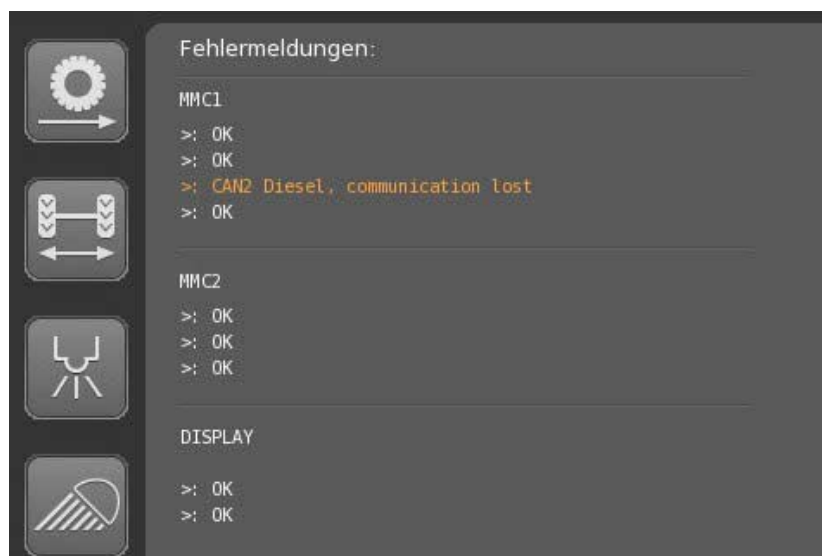 Fehlermeldungen:
MMC1
>: OK
>: OK
>: CAN2 Diesel, communication lost
>: OK
MMC2
>: OK
>: OK
>: OK
DISPLAY
>: OK
>: OK